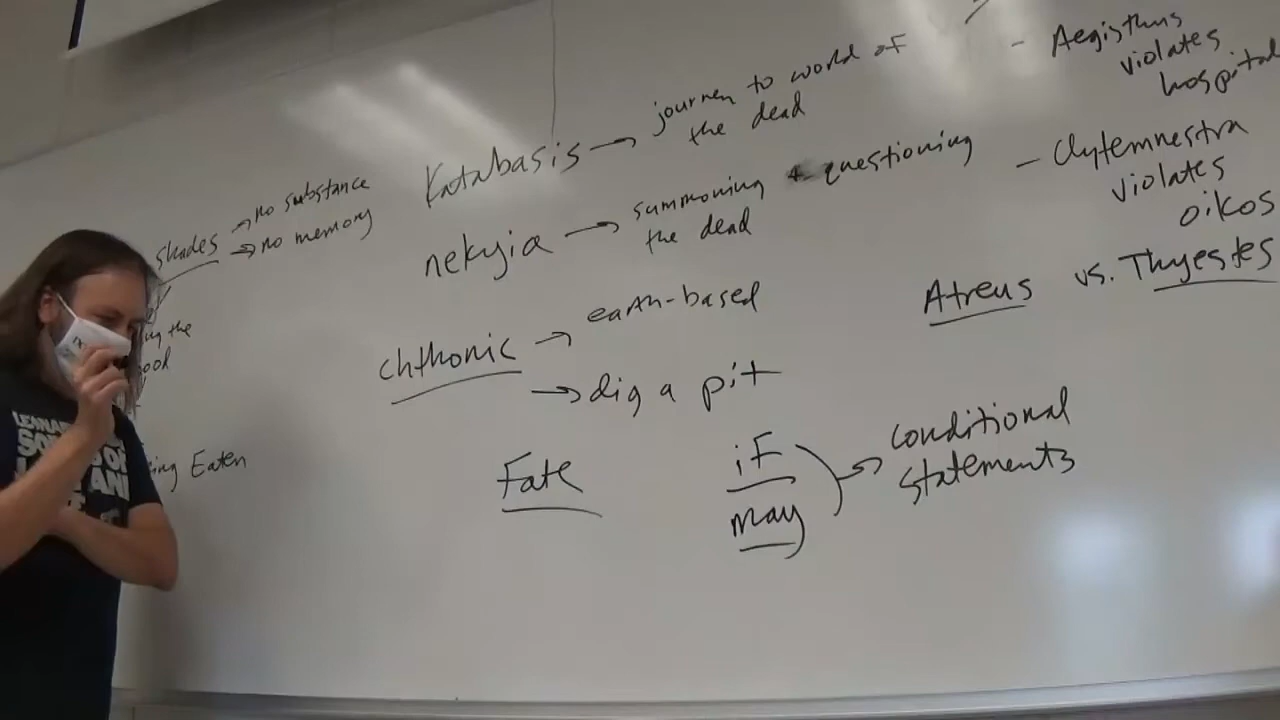 Katabasis → journey to world of
the dead
nekyia → summoning + questioning
the dead
shades → no substance
→ no memory
the
Eaten
chthonic → earth-based
→ dig a pit
Fate
if
may
conditional
statements
- Aegisthus
violates
- Clytemnestra
violates
oikos
Atreus vs. Thyestes